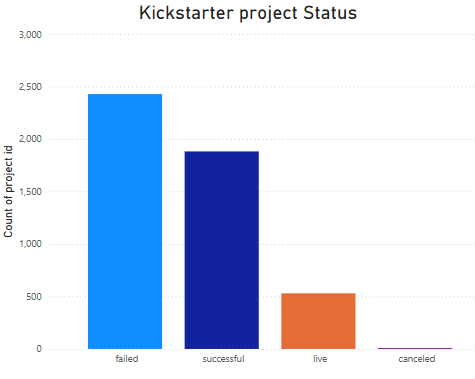 Kickstarter project Status
3,000
2,500
2,000
1,500
1,000
500
0
Count of project id
failed successful live canceled